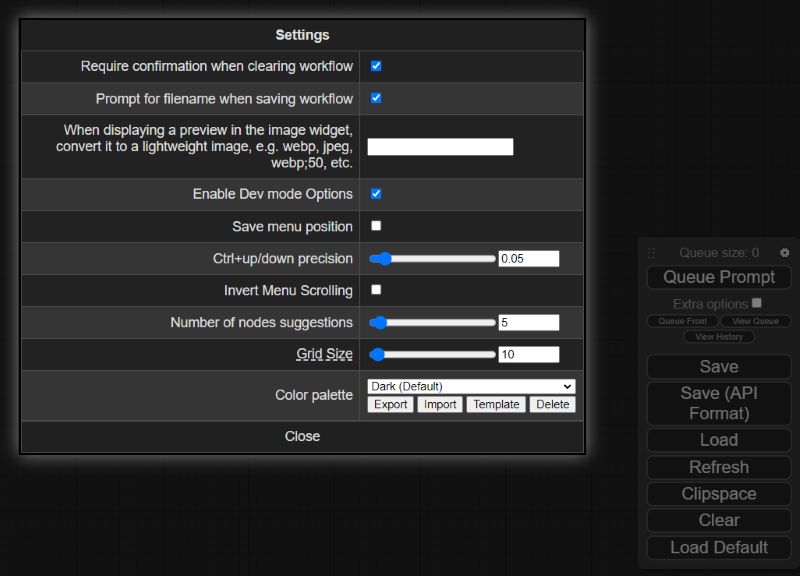 Settings
Require confirmation when clearing workflow
Prompt for filename when saving workflow
When displaying a preview in the image widget,
convert it to a lightweight image, e.g. webp, jpeg,
webp;50, etc.
Enable Dev mode Options
Save menu position
Ctrl+up/down precision 0.05
Invert Menu Scrolling
Number of nodes suggestions 5
Grid Size 10
Color palette Dark (Default)
Export Import Template Delete
Close
Queue size: 0
Queue Prompt
Extra options
Queue Front View Queue
View History
Save
Save (API
Format)
Load
Refresh
Clipspace
Clear
Load Default